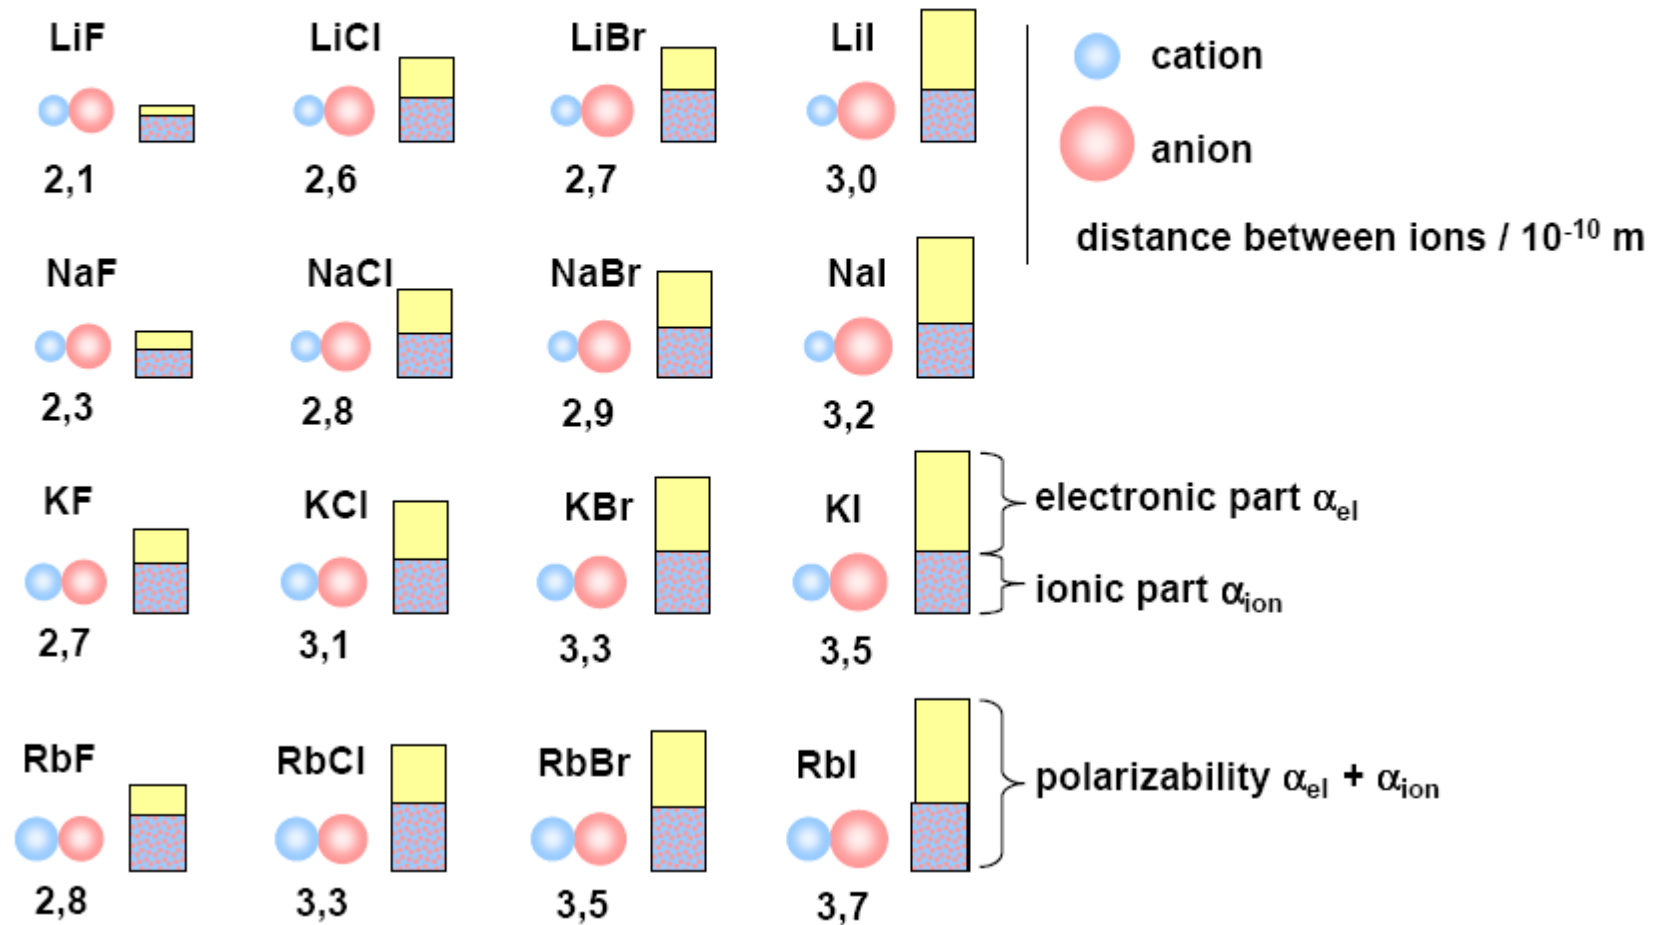 LiF LiCl LiBr LiI cation
anion
2,1 2,6 2,7 3,0
distance between ions / 10⁻¹⁰ m
NaF NaCl NaBr NaI
2,3 2,8 2,9 3,2
KF KCl KBr KI
electronic part αel
ionic part αion
2,7 3,1 3,3 3,5
RbF RbCl RbBr RbI
polarizability αel + αion
2,8 3,3 3,5 3,7